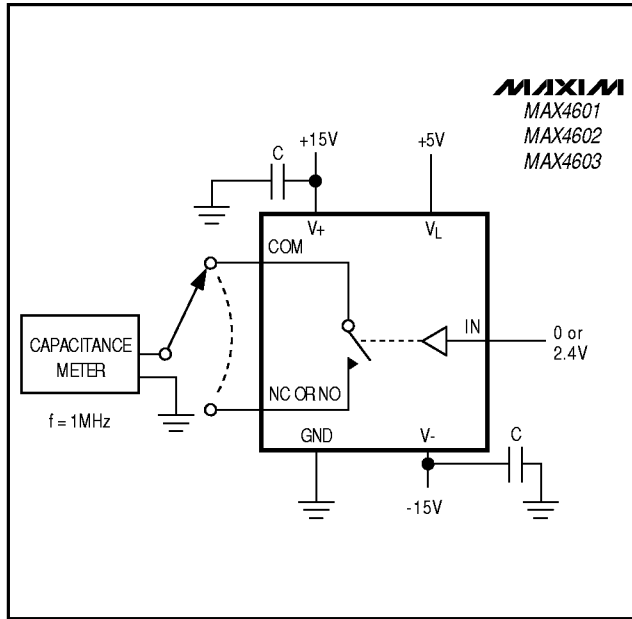 MAXIM
MAX4601
MAX4602
MAX4603
C
+15V
+5V
V+
VL
COM
IN
0 or
2.4V
CAPACITANCE
METER
NC OR NO
f = 1MHz
GND
V-
C
-15V